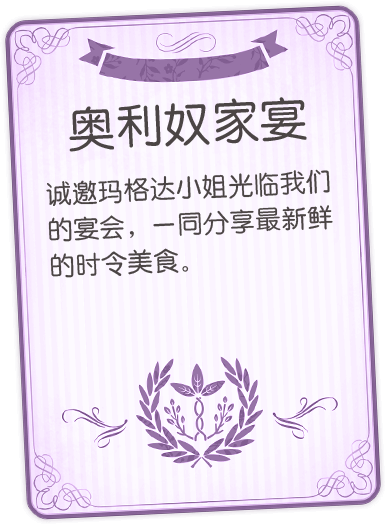 奥利奴家宴
诚邀玛格达小姐光临我们
的宴会，一同分享最新鲜
的时令美食。